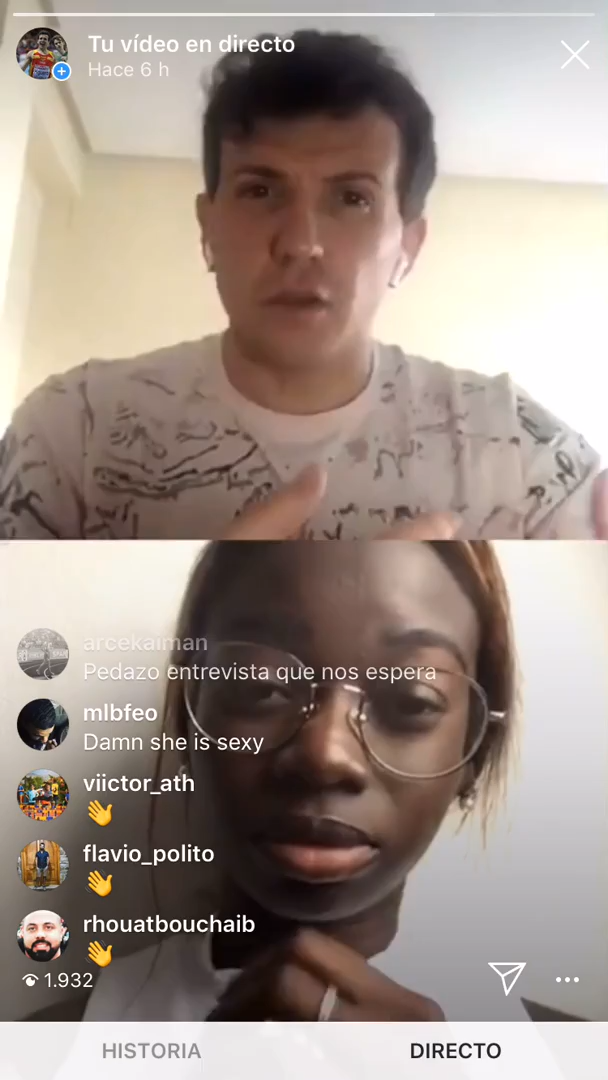 Tu vídeo en directo
Hace 6 h
arcekaiman
Pedazo entrevista que nos espera
mlbfeo
Damn she is sexy
viictor_ath
👋
flavio_polito
👋
rhouatbouchaib
👋
1.932
HISTORIA
DIRECTO